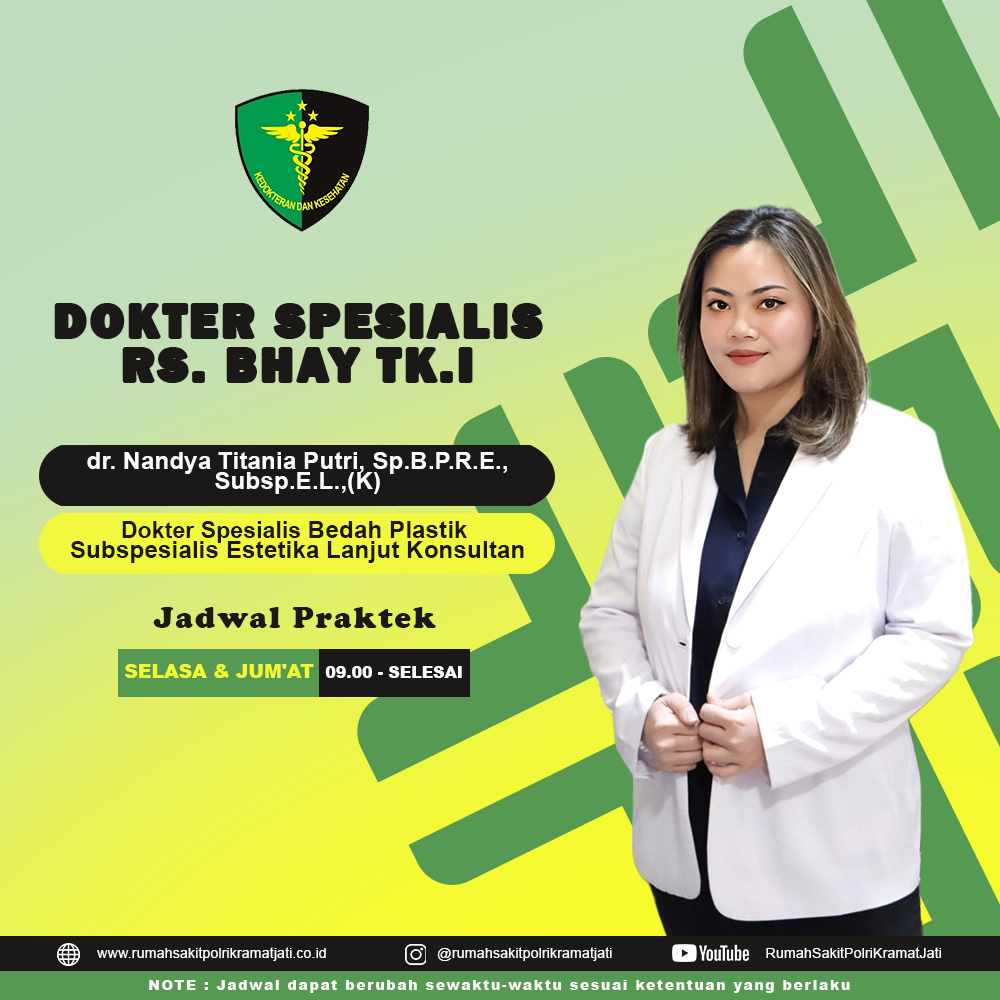 KEDOKTERAN DAN KESEHATAN
DOKTER SPESIALIS
RS. BHAY TK.I
dr. Nandya Titania Putri, Sp.B.P.R.E.,
Subsp.E.L.,(K)
Dokter Spesialis Bedah Plastik
Subspesialis Estetika Lanjut Konsultan
Jadwal Praktek
SELASA & JUM'AT 09.00 - SELESAI
www.rumahsakitpolrikramatjati.co.id @rumahsakitpolrikramatjati YouTube RumahSakitPolriKramatJati
NOTE : Jadwal dapat berubah sewaktu-waktu sesuai ketentuan yang berlaku